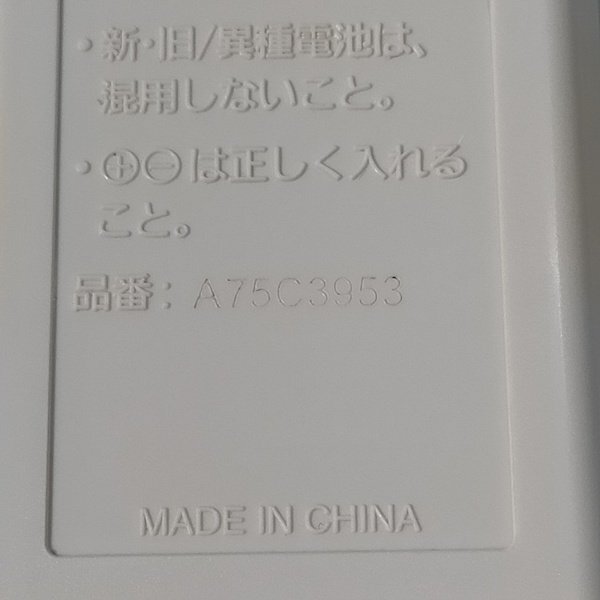 ・新・旧/異種電池は、
混用しないこと。
・⊕⊖は正しく入れる
こと。
品番：A75C3953
MADE IN CHINA